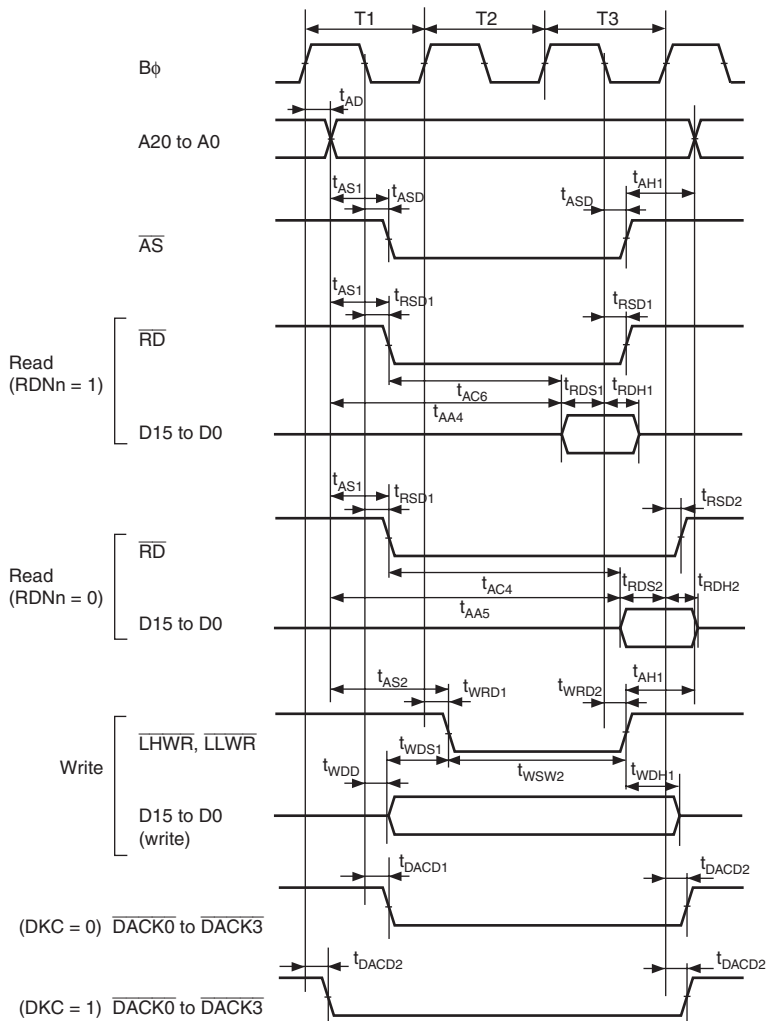 T1 T2 T3
Bϕ
tAD
A20 to A0
tAS1 tASD tASD tAH1
AS
tAS1 tRSD1 tRSD1
RD
Read
(RDNn = 1)
tAC6 tRDS1 tRDH1
tAA4
D15 to D0
tAS1 tRSD1 tRSD2
RD
Read
(RDNn = 0)
tAC4 tRDS2 tRDH2
tAA5
D15 to D0
tAS2 tWRD1 tWRD2 tAH1
LHWR, LLWR
Write
tWDD tWDS1 tWSW2 tWDH1
D15 to D0
(write)
tDACD1 tDACD2
(DKC = 0) DACK0 to DACK3
tDACD2 tDACD2
(DKC = 1) DACK0 to DACK3